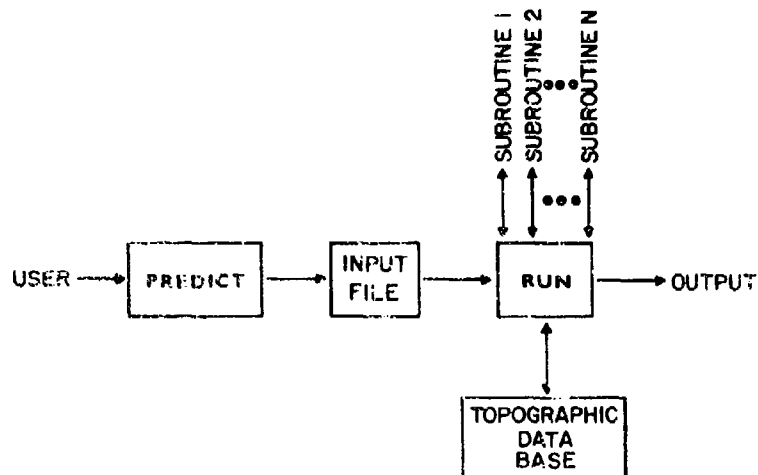 SUBROUTINE 1
SUBROUTINE 2
SUBROUTINE N
USER
PREDICT
INPUT
FILE
RUN
OUTPUT
TOPOGRAPHIC
DATA
BASE